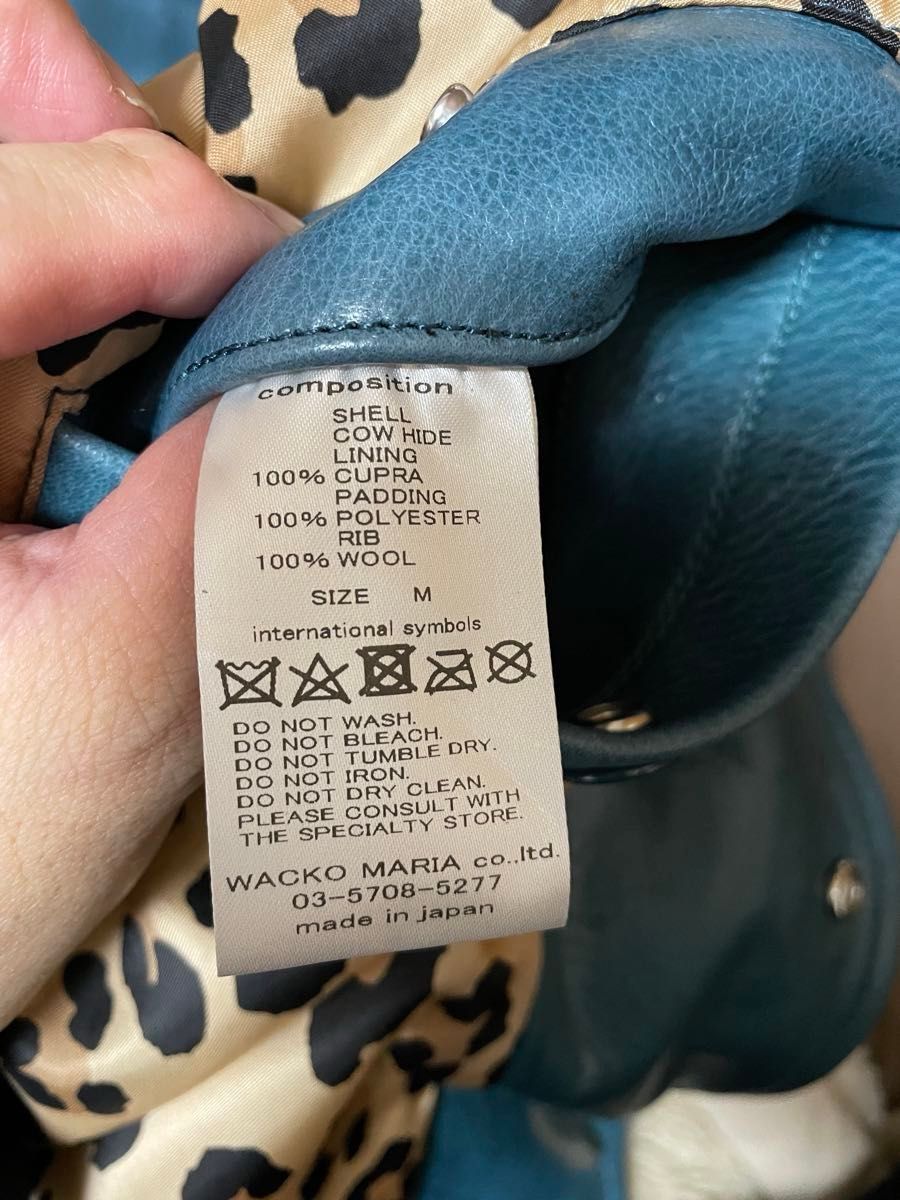 composition
SHELL
COW HIDE
LINING
100% CUPRA
PADDING
100% POLYESTER
RIB
100% WOOL
SIZE M
international symbols
DO NOT WASH.
DO NOT BLEACH.
DO NOT TUMBLE DRY.
DO NOT IRON.
DO NOT DRY CLEAN.
PLEASE CONSULT WITH
THE SPECIALTY STORE.
WACKO MARIA co.,ltd.
03-5708-5277
made in japan